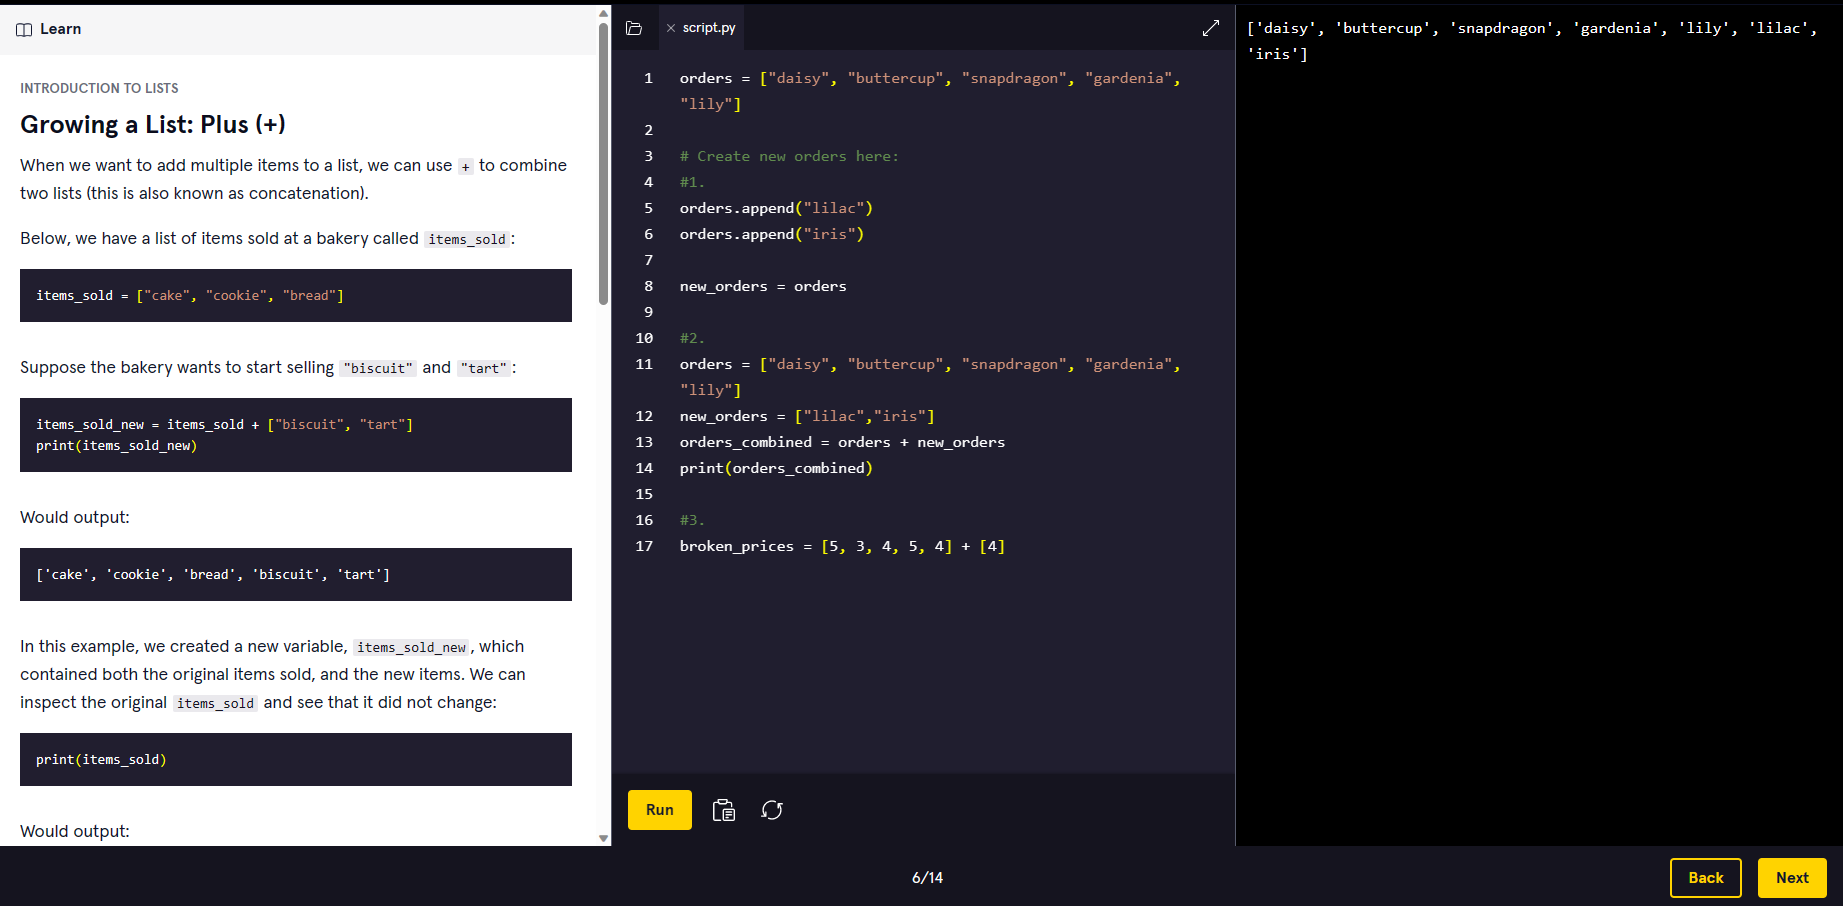 Learn
INTRODUCTION TO LISTS
Growing a List: Plus (+)
When we want to add multiple items to a list, we can use + to combine
two lists (this is also known as concatenation).
Below, we have a list of items sold at a bakery called items_sold:
items_sold = ["cake", "cookie", "bread"]
Suppose the bakery wants to start selling "biscuit" and "tart":
items_sold_new = items_sold + ["biscuit", "tart"]
print(items_sold_new)
Would output:
['cake', 'cookie', 'bread', 'biscuit', 'tart']
In this example, we created a new variable, items_sold_new, which
contained both the original items sold, and the new items. We can
inspect the original items_sold and see that it did not change:
print(items_sold)
Would output:
script.py
1 orders = ["daisy", "buttercup", "snapdragon", "gardenia",
"lily"]
2
3 # Create new orders here:
4 #1.
5 orders.append("lilac")
6 orders.append("iris")
7
8 new_orders = orders
9
10 #2.
11 orders = ["daisy", "buttercup", "snapdragon", "gardenia",
"lily"]
12 new_orders = ["lilac","iris"]
13 orders_combined = orders + new_orders
14 print(orders_combined)
15
16 #3.
17 broken_prices = [5, 3, 4, 5, 4] + [4]
Run
['daisy', 'buttercup', 'snapdragon', 'gardenia', 'lily', 'lilac',
'iris']
6/14
Back
Next